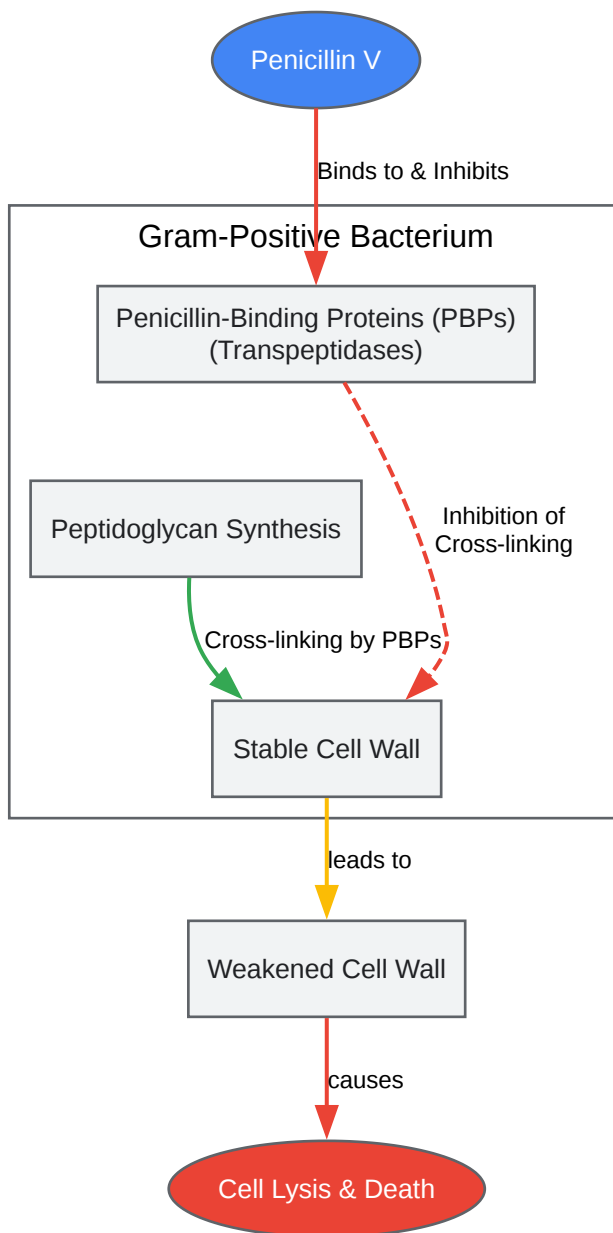 Penicillin V
Binds to & Inhibits
Gram-Positive Bacterium
Penicillin-Binding Proteins (PBPs)
(Transpeptidases)
Peptidoglycan Synthesis
Inhibition of
Cross-linking
Cross-linking by PBPs
Stable Cell Wall
leads to
Weakened Cell Wall
causes
Cell Lysis & Death